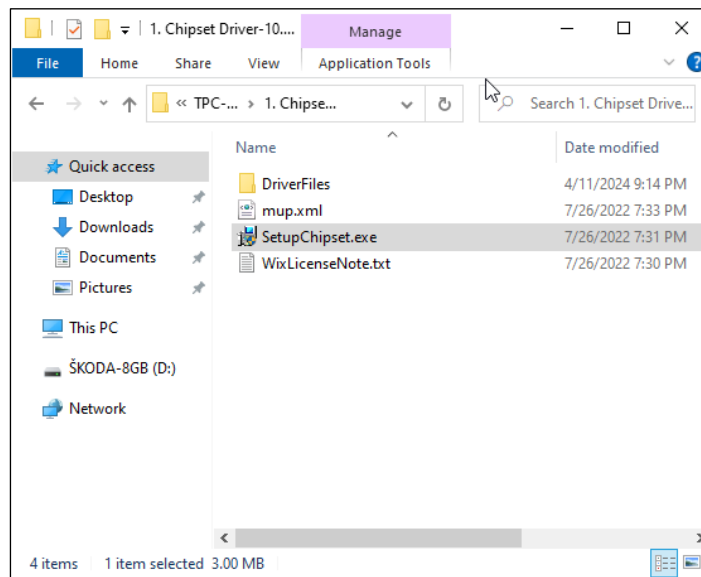 1. Chipset Driver-10....
Manage
File Home Share View Application Tools
« TPC-... › 1. Chipse...
Search 1. Chipset Drive...
Name Date modified
Quick access
Desktop
Downloads
Documents
Pictures
This PC
ŠKODA-8GB (D:)
Network
DriverFiles 4/11/2024 9:14 PM
mup.xml 7/26/2022 7:33 PM
SetupChipset.exe 7/26/2022 7:31 PM
WixLicenseNote.txt 7/26/2022 7:30 PM
4 items 1 item selected 3.00 MB